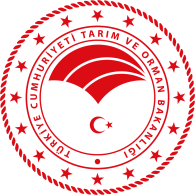 TÜRKİYE CUMHURİYETİ TARIM VE ORMAN BAKANLIĞI